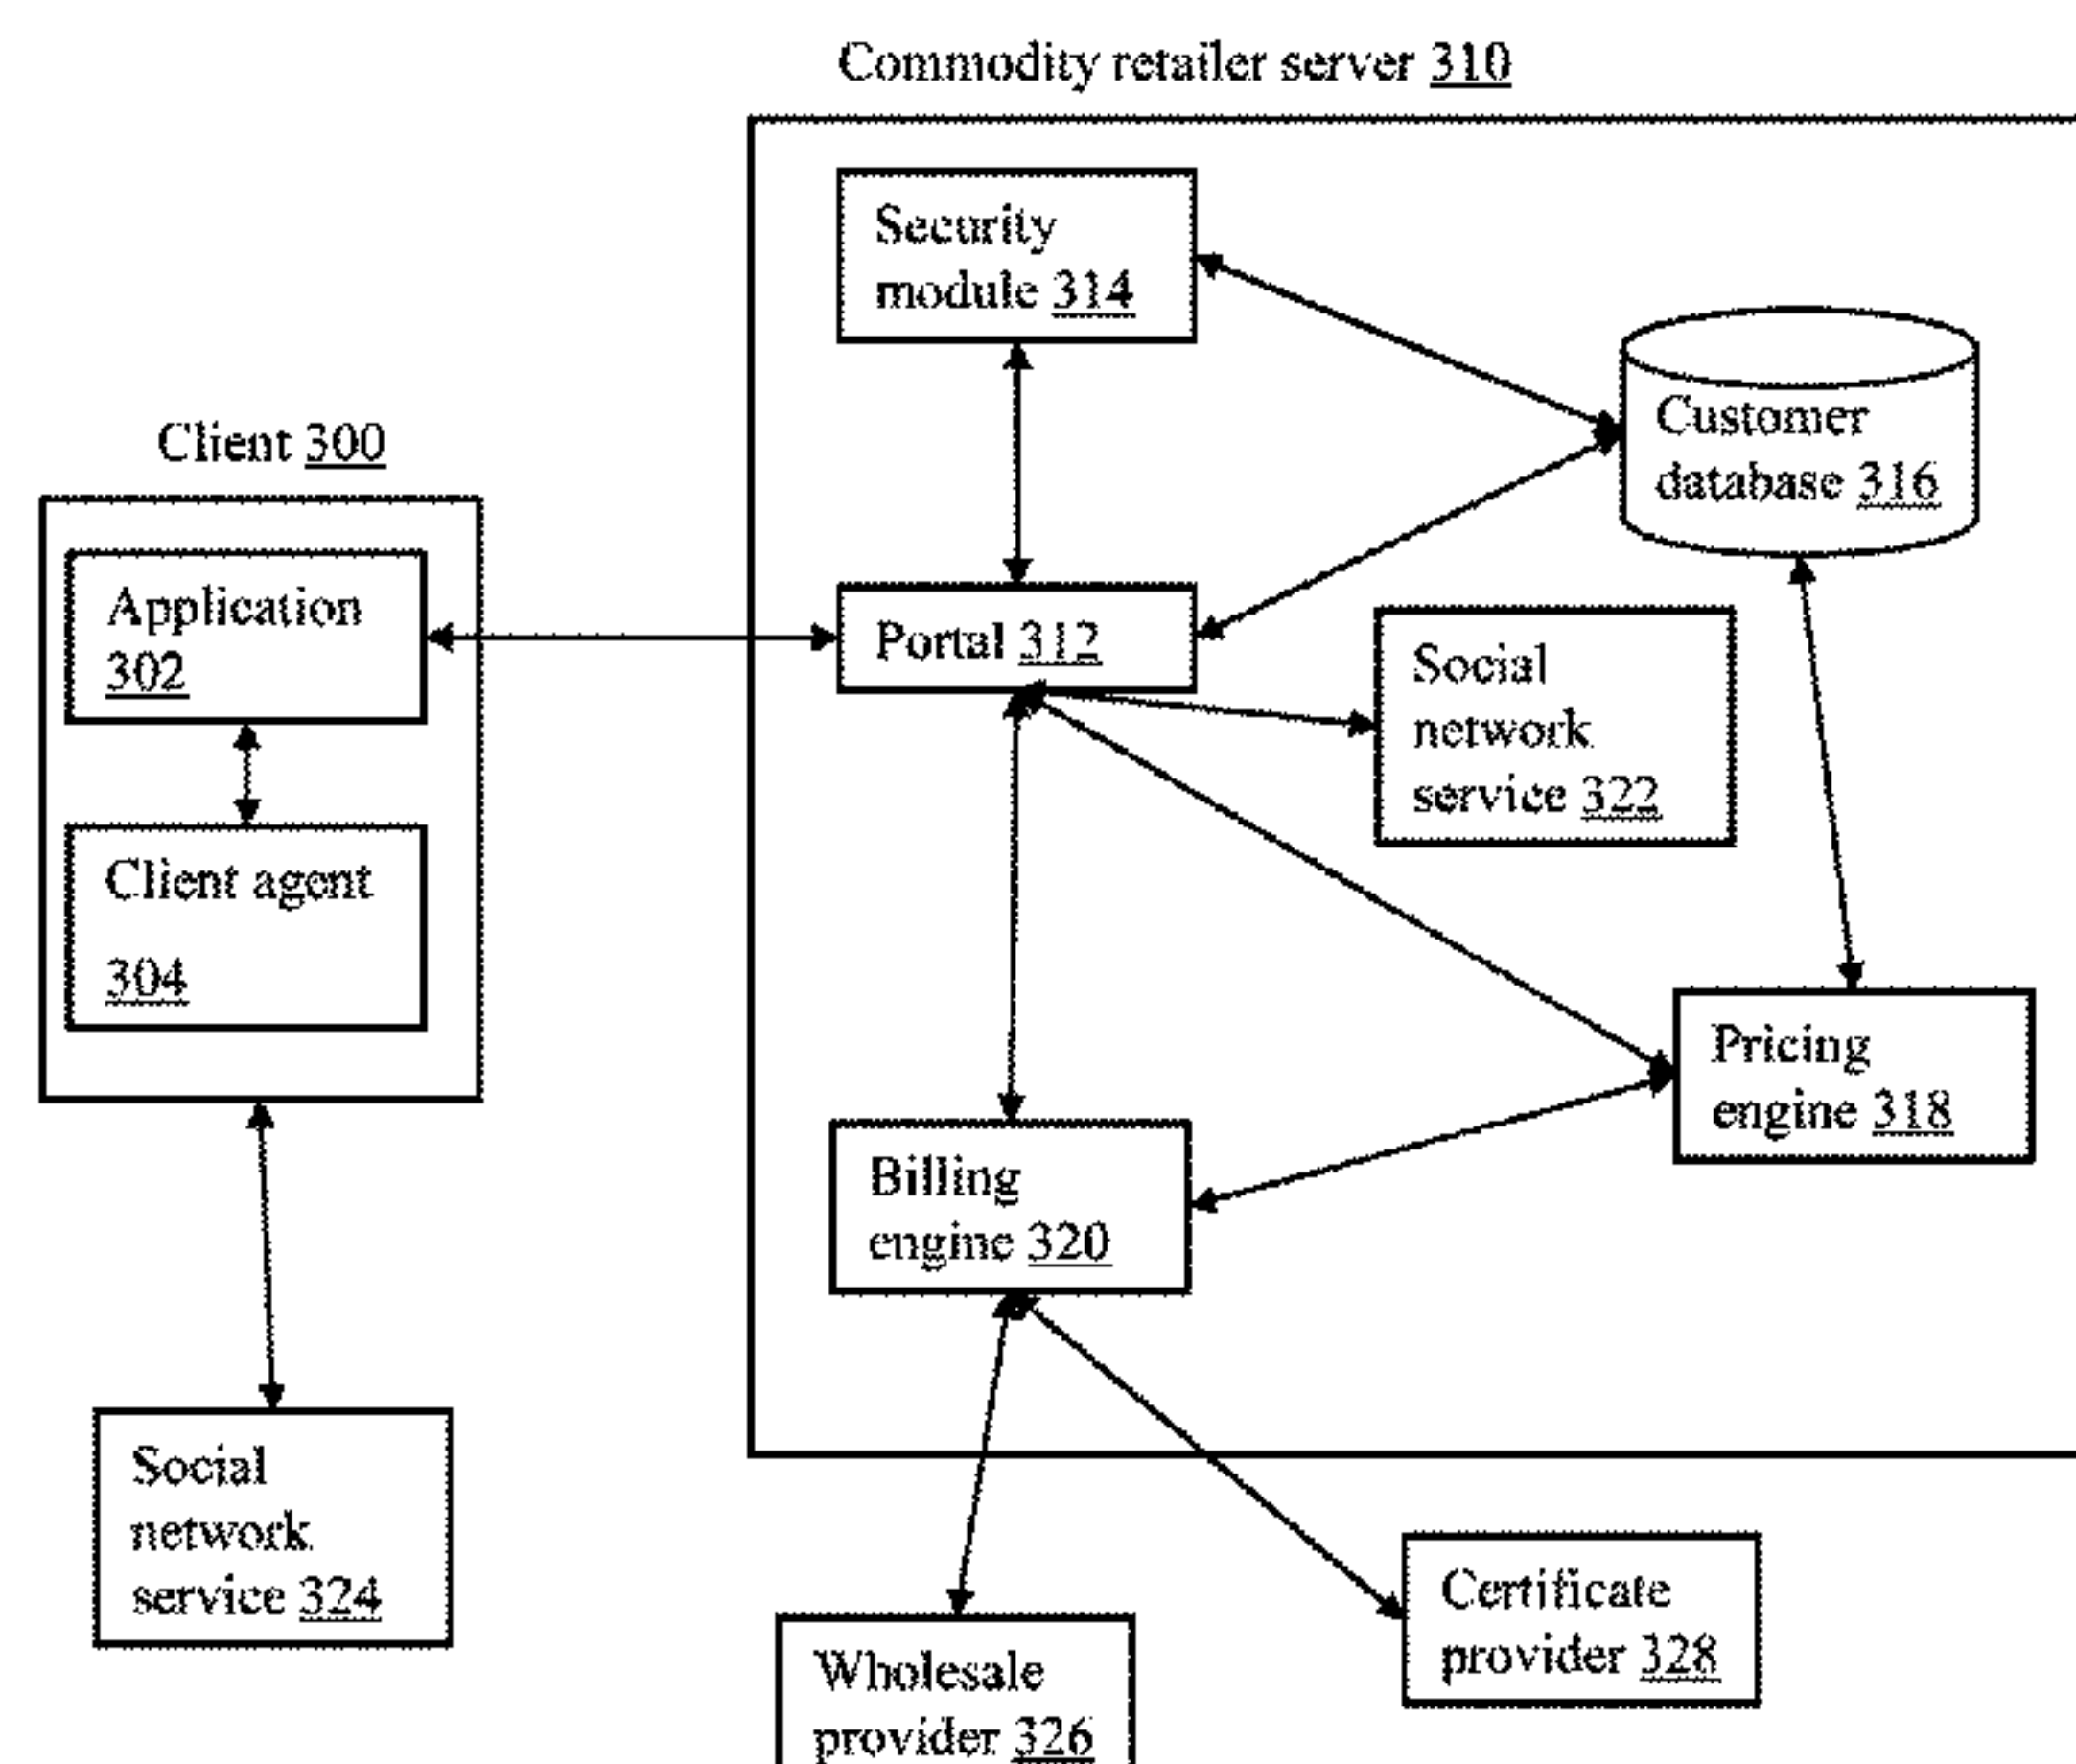 Commodity retailer server 310
Security
module 314
Customer
database 316
Client 300
Application
302
Portal 312
Social
network
service 322
Client agent
304
Pricing
engine 318
Billing
engine 320
Social
network
service 324
Certificate
provider 328
Wholesale
provider 326